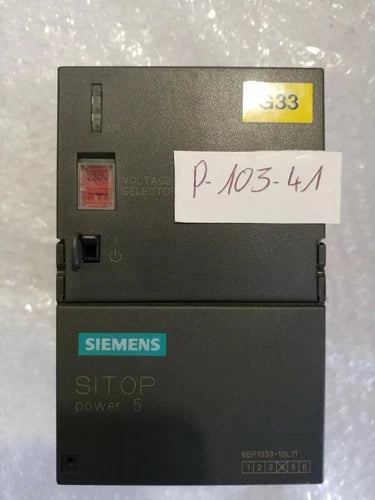 G33
230V
VOLTAGE
SELECTOR
P-103-41
SIEMENS
SITOP
power 5
6EP1333-1SL11
1 2 3 X 5 6